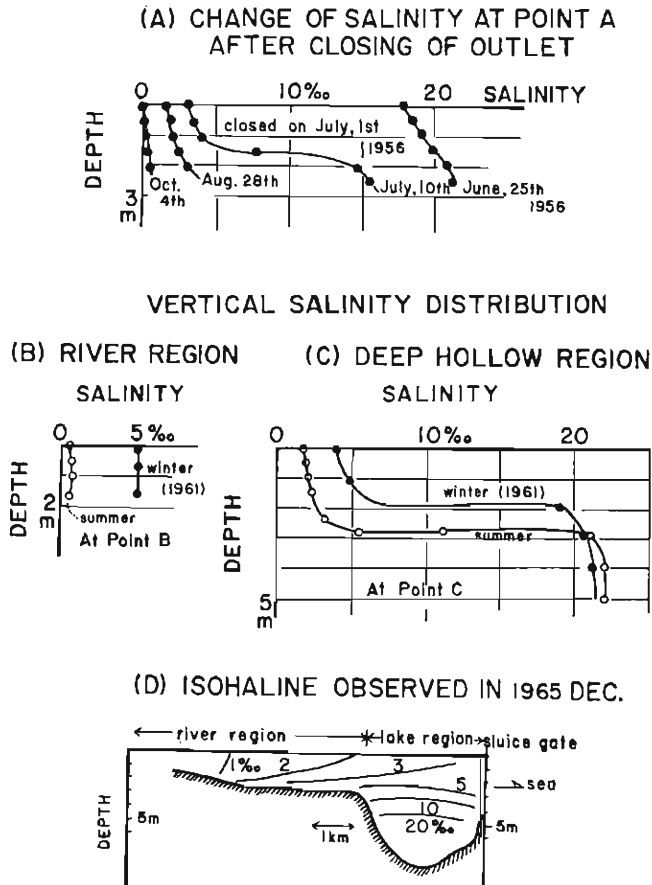 (A) CHANGE OF SALINITY AT POINT A
AFTER CLOSING OF OUTLET
0 10‰ 20 SALINITY
DEPTH
closed on July, 1st
1956
Oct.
4th
Aug. 28th
July, 10th
June, 25th
1956
3
m
VERTICAL SALINITY DISTRIBUTION
(B) RIVER REGION
SALINITY
0 5‰
DEPTH
winter
(1961)
2
m
summer
At Point B
(C) DEEP HOLLOW REGION
SALINITY
0 10‰ 20
DEPTH
winter (1961)
summer
At Point C
5
m
(D) ISOHALINE OBSERVED IN 1965 DEC.
river region lake region sluice gate
1‰ 2 3
5 sea
10
20‰
DEPTH
5m
1km
5m